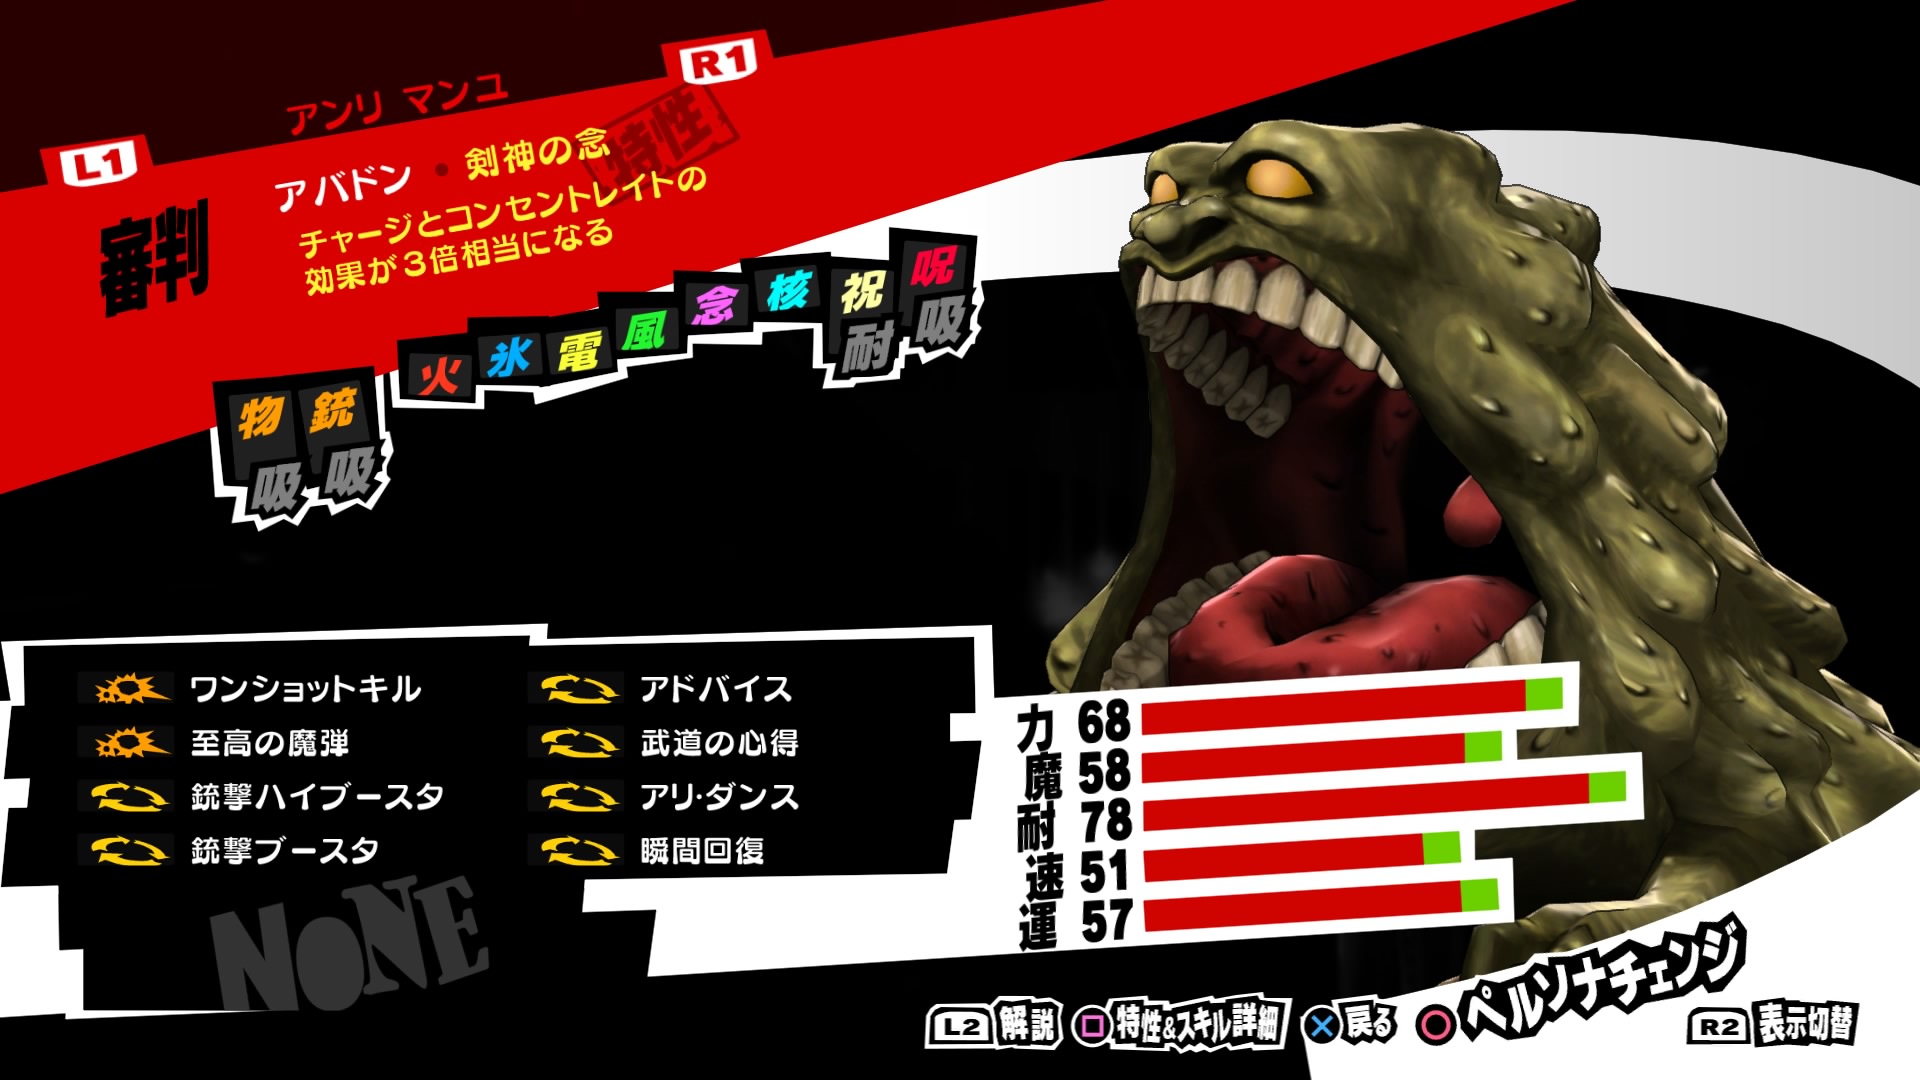 R1
アンリ マンユ
L1
特性
アバドン・剣神の念
審判
チャージとコンセントレイトの
効果が3倍相当になる
物 銃 火 氷 電 風 念 核 祝 呪
吸 吸 耐 吸
ワンショットキル
至高の魔弾
銃撃ハイブースタ
銃撃ブースタ
アドバイス
武道の心得
アリ・ダンス
瞬間回復
NONE
力 68
魔 58
耐 78
速 51
運 57
L2 解説 特性&スキル詳細 戻る ペルソナチェンジ R2 表示切替